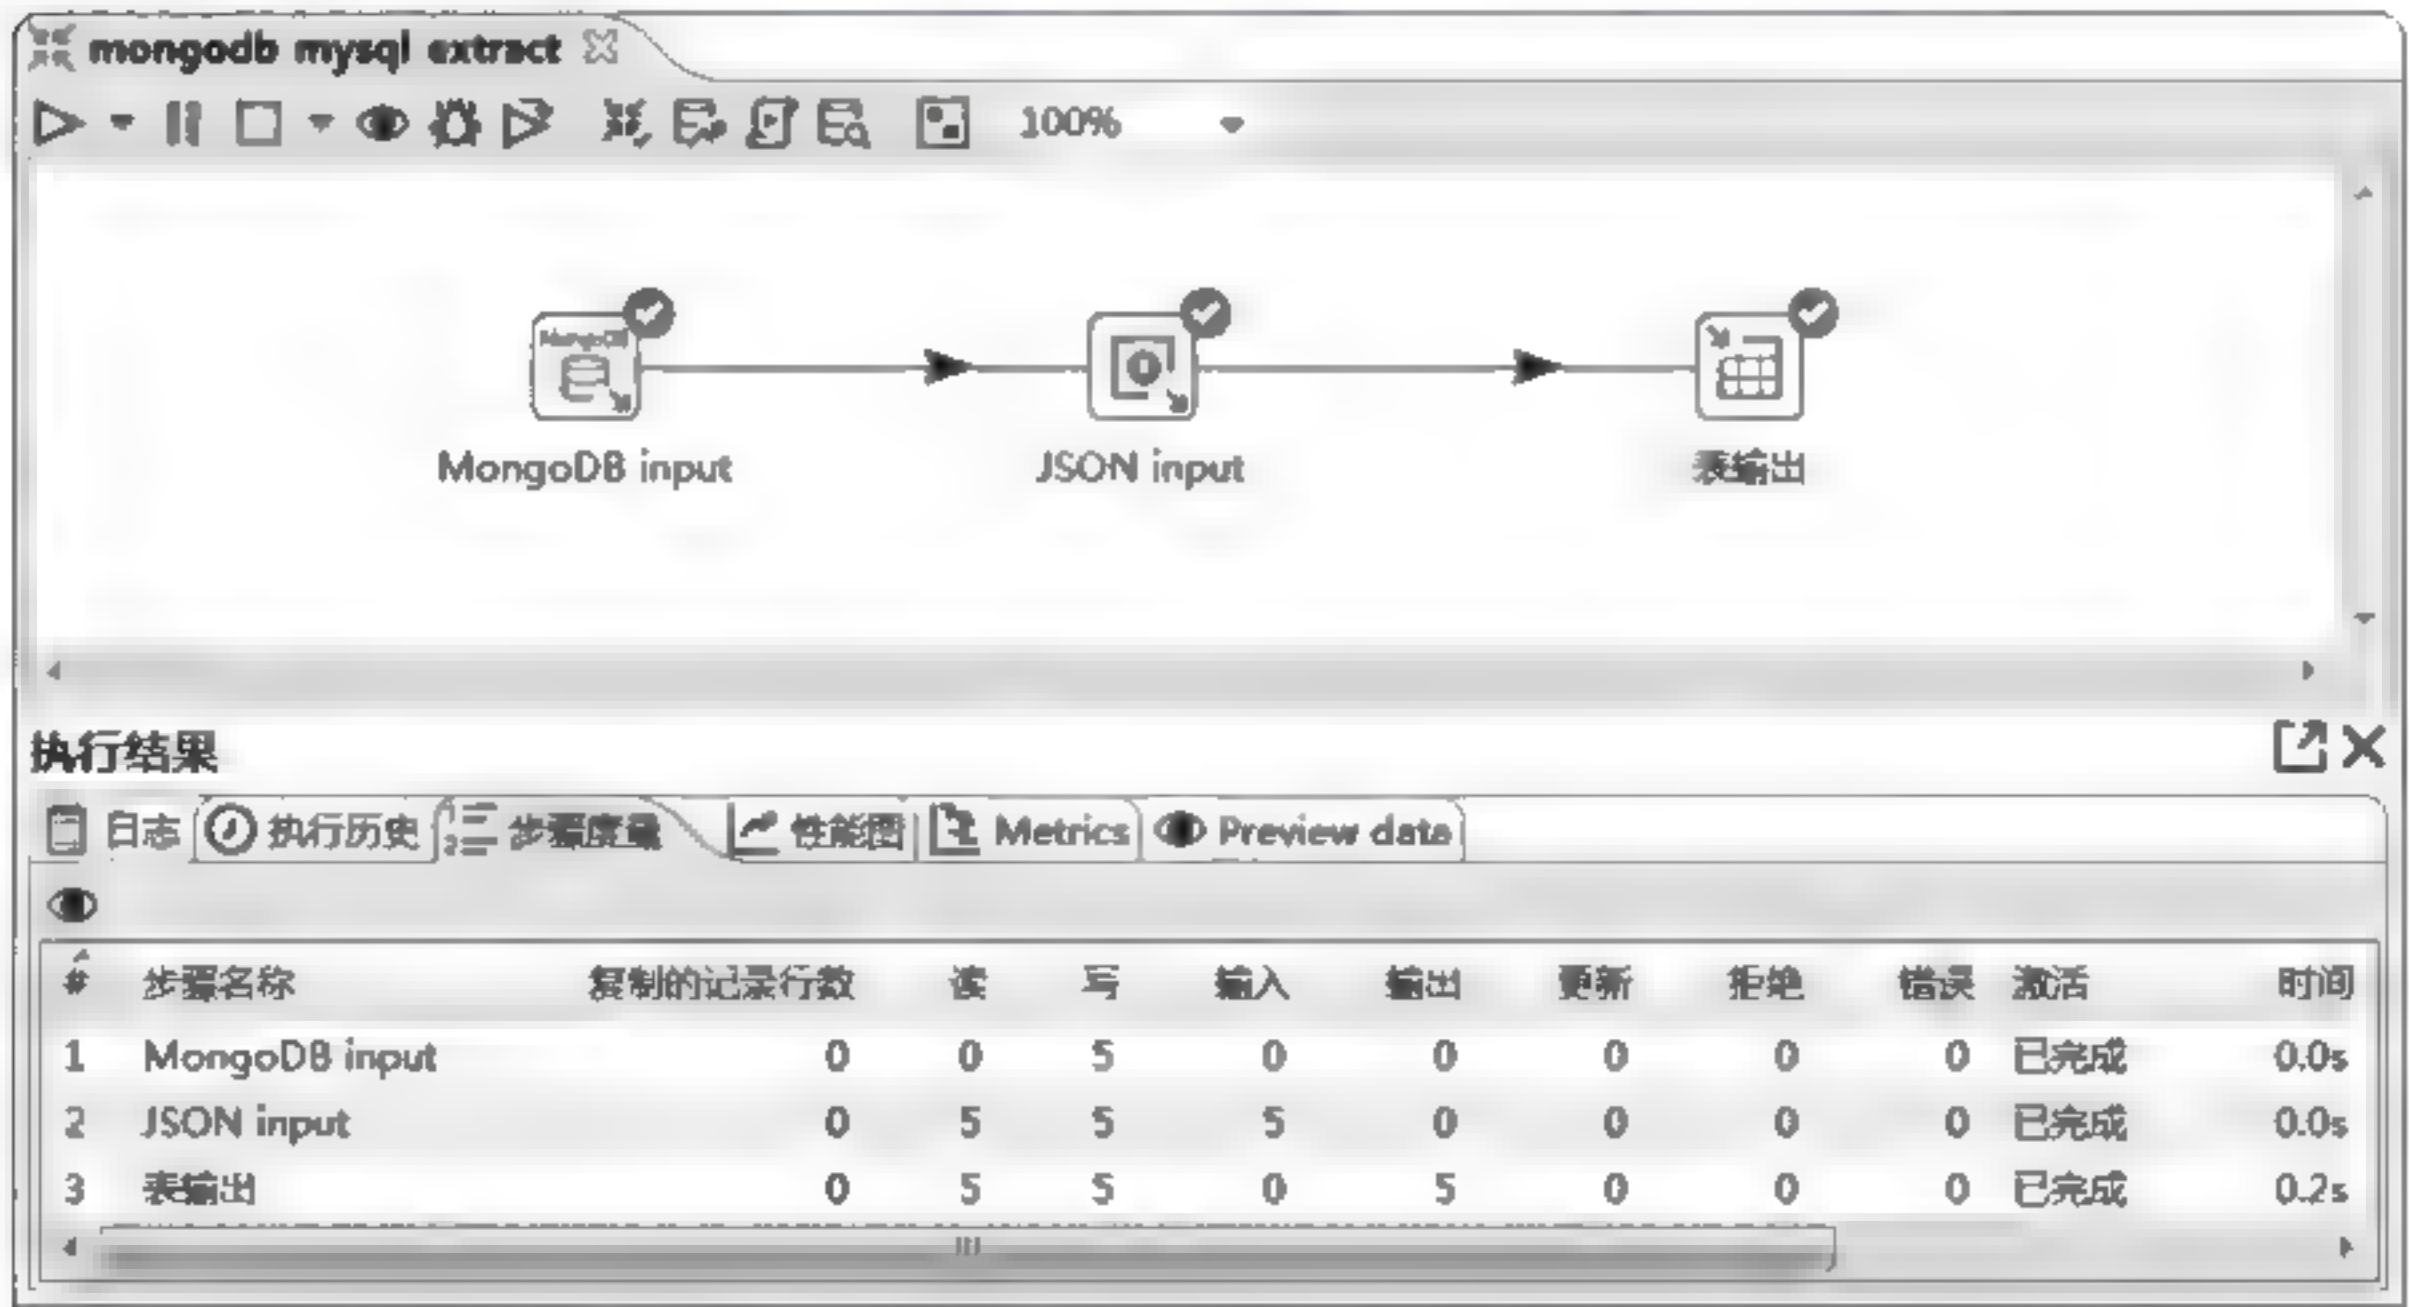 mongodb mysql extract
100%
MongoDB
MongoDB input JSON input 表输出
执行结果
日志 执行历史 步骤度量 性能图 Metrics Preview data
# 步骤名称 复制的记录行数 读 写 输入 输出 更新 拒绝 错误 激活 时间
1 MongoDB input 0 0 5 0 0 0 0 0 已完成 0.0s
2 JSON input 0 5 5 5 0 0 0 0 已完成 0.0s
3 表输出 0 5 5 0 5 0 0 0 已完成 0.2s